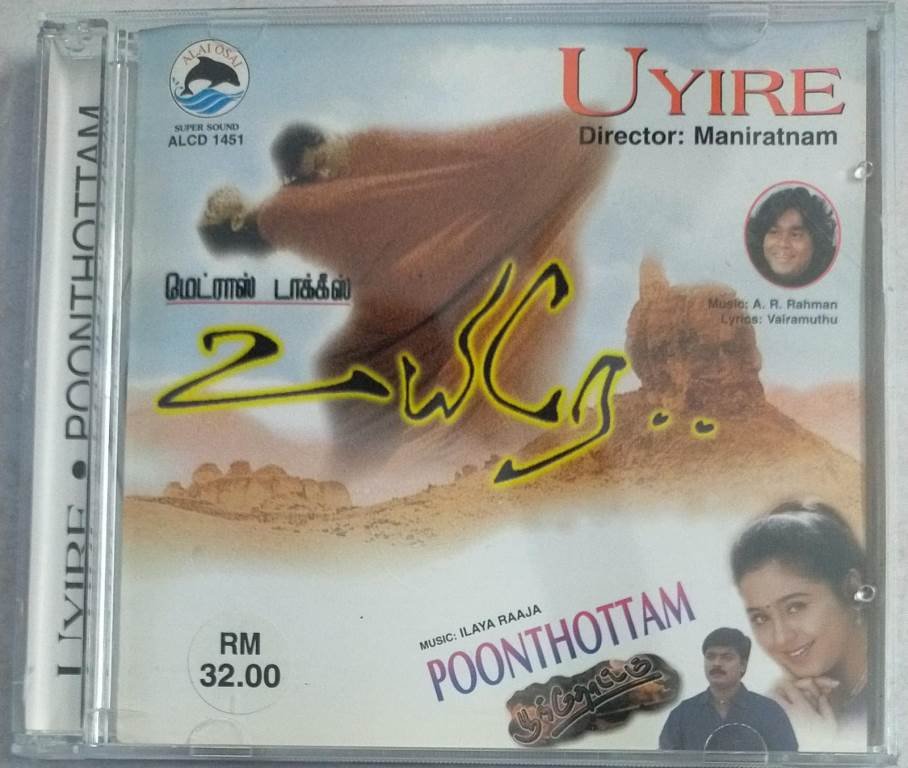 ALAI OSAI
SUPER SOUND
ALCD 1451
UYIRE
Director: Maniratnam
Music: A. R. Rahman
Lyrics: Vairamuthu
மெட்ராஸ் டாக்கீஸ்
உயிரே..
RM
32.00
MUSIC: ILAYA RAAJA
POONTHOTTAM
பூந்தோட்டம்
UYIRE • POONTHOTTAM